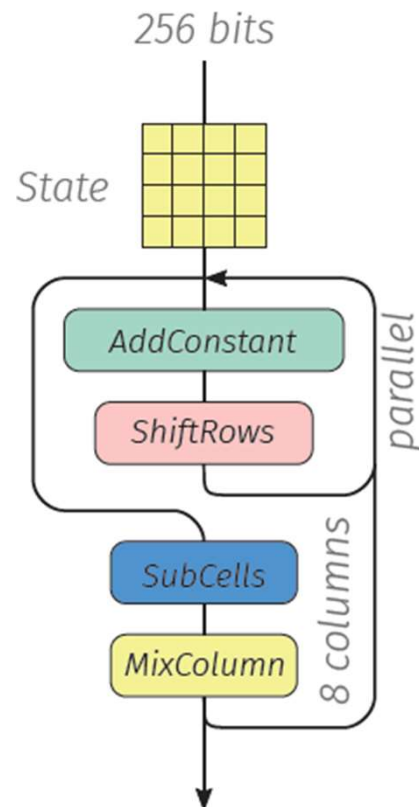 256 bits
State
AddConstant
parallel
ShiftRows
SubCells
8 columns
MixColumn